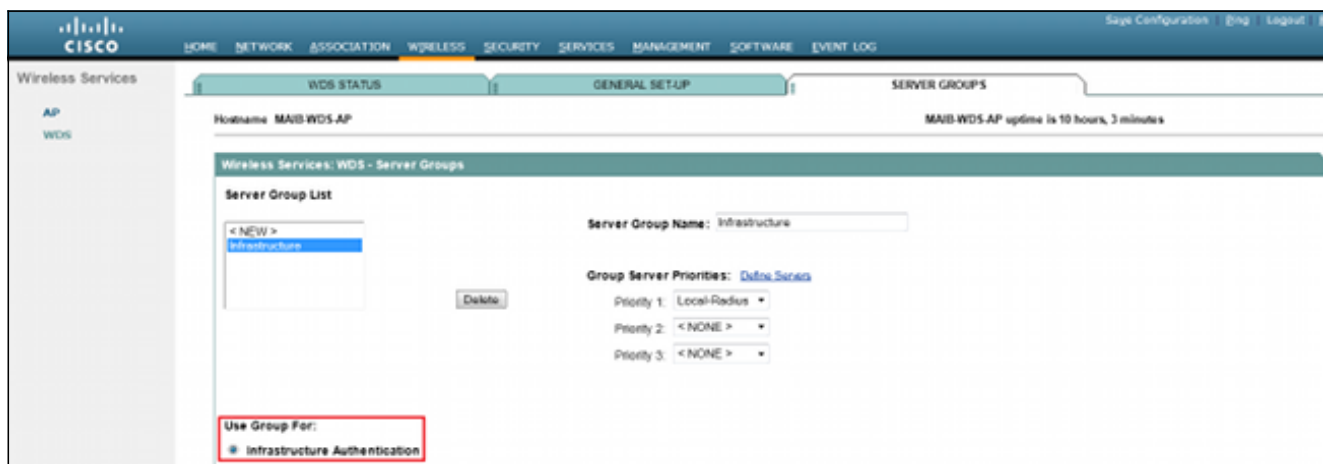 Save Configuration Ping Logout
CISCO
HOME NETWORK ASSOCIATION WIRELESS SECURITY SERVICES MANAGEMENT SOFTWARE EVENT LOG
Wireless Services
AP
WDS
WDS STATUS GENERAL SET-UP SERVER GROUPS
Hostname MAIB-WDS-AP MAIB-WDS-AP uptime is 10 hours, 3 minutes
Wireless Services: WDS - Server Groups
Server Group List
< NEW >
Infrastructure
Delete
Server Group Name: Infrastructure
Group Server Priorities: Define Servers
Priority 1: Local-Radius
Priority 2: < NONE >
Priority 3: < NONE >
Use Group For:
Infrastructure Authentication